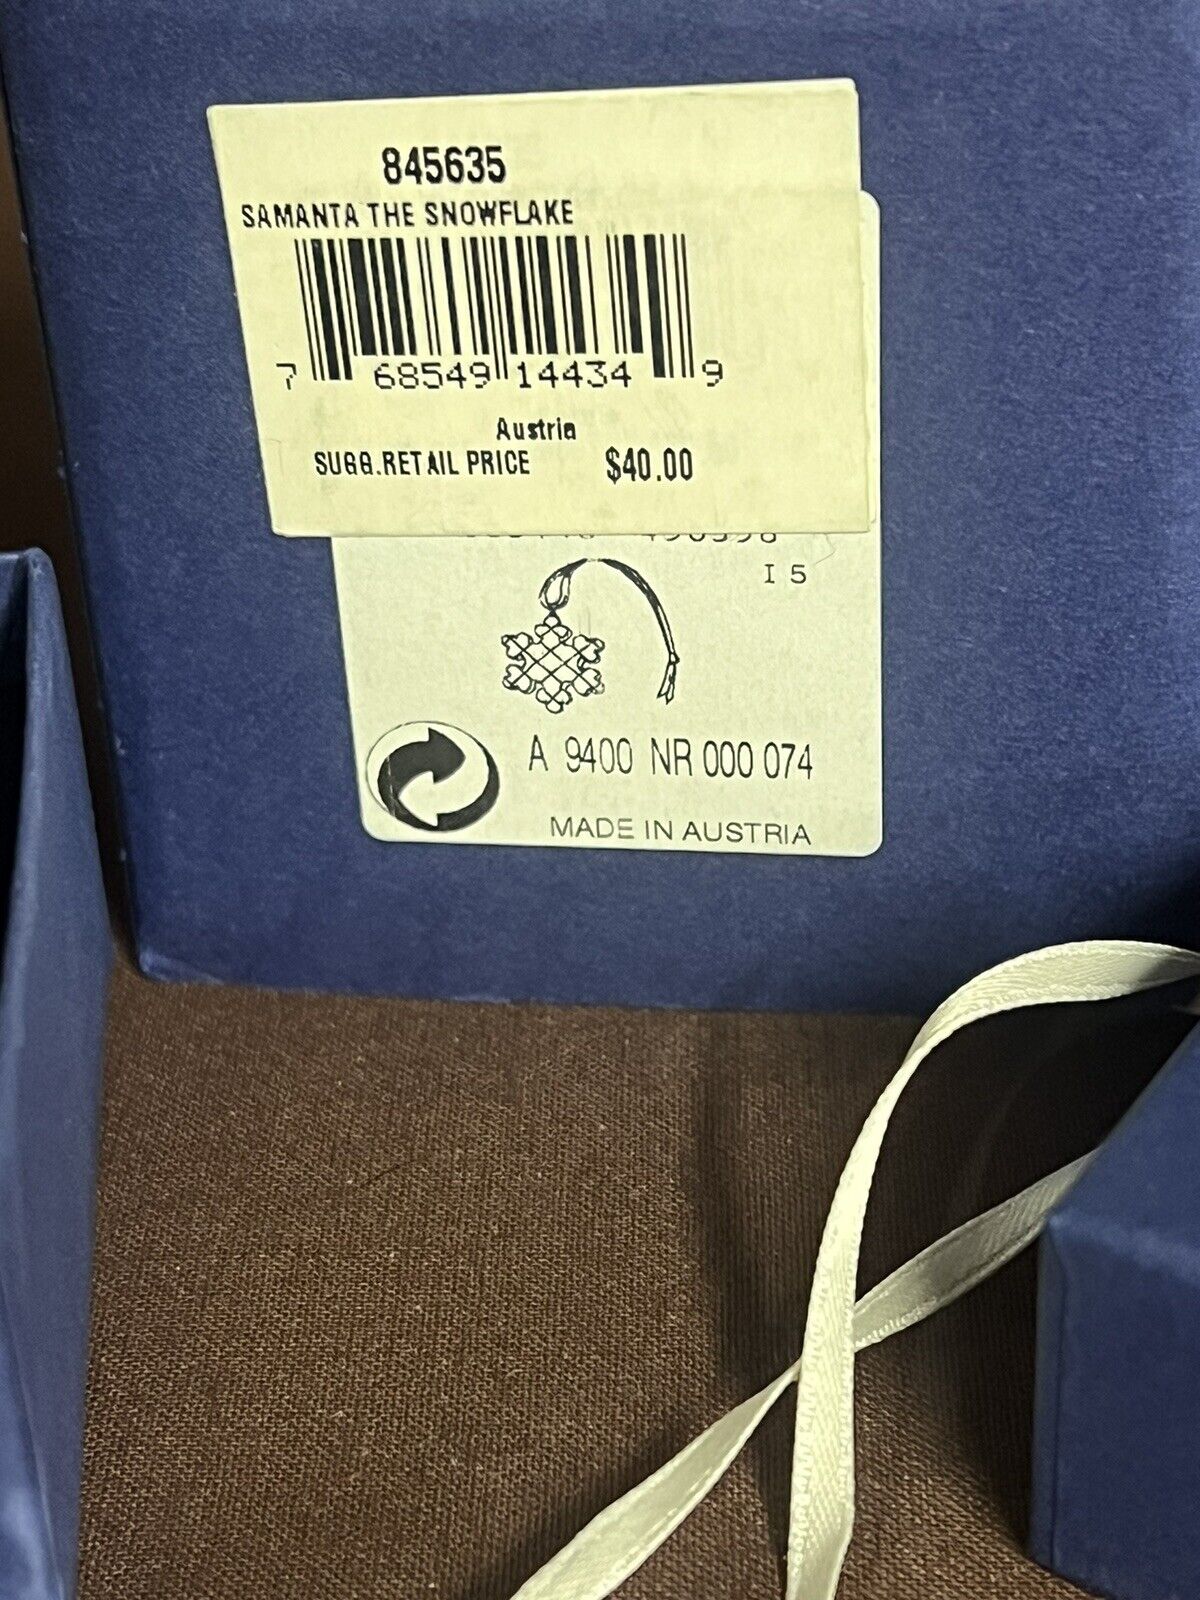 845635
SAMANTA THE SNOWFLAKE
7 68549 14434 9
Austria
SUGG.RETAIL PRICE $40.00
I 5
A 9400 NR 000 074
MADE IN AUSTRIA